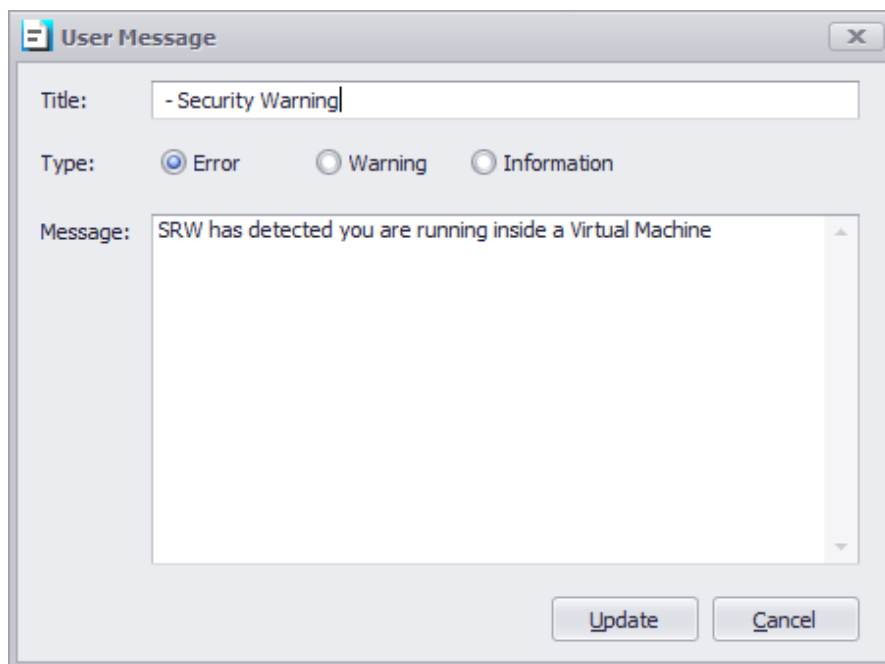 User Message
Title: - Security Warning
Type: Error Warning Information
Message: SRW has detected you are running inside a Virtual Machine
Update Cancel